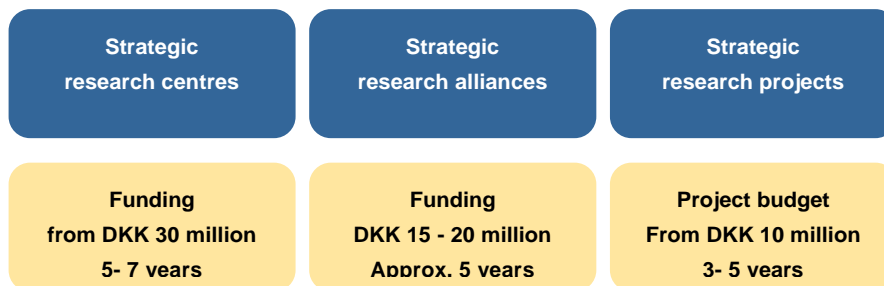 Strategic
research centres
Strategic
research alliances
Strategic
research projects
Funding
from DKK 30 million
5- 7 years
Funding
DKK 15 - 20 million
Approx. 5 years
Project budget
From DKK 10 million
3- 5 years